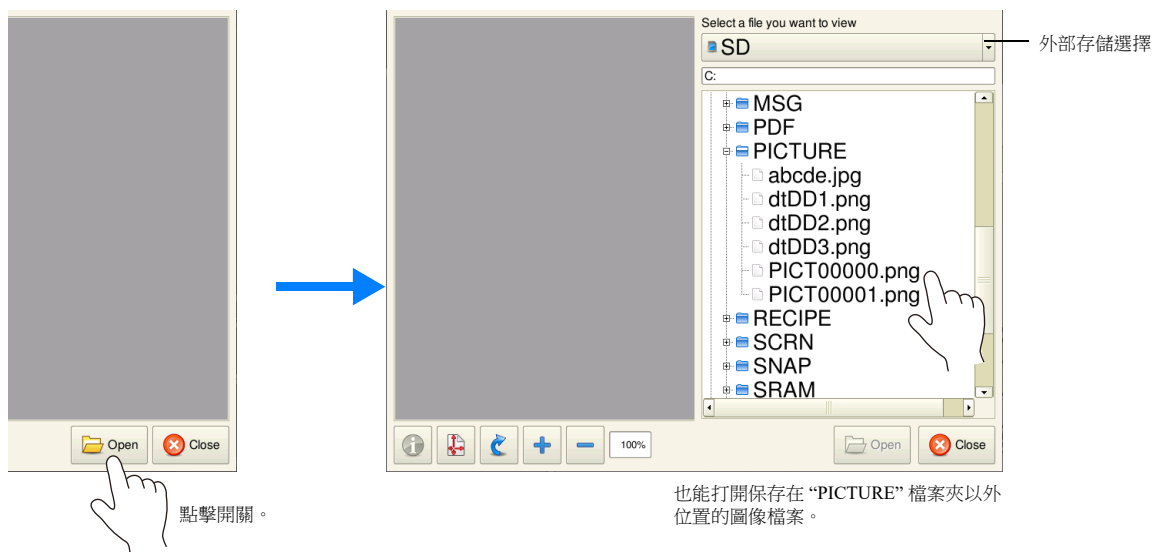 Open
Close
點擊開關。
Select a file you want to view
SD
外部存儲選擇
C:
MSG
PDF
PICTURE
abcde.jpg
dtDD1.png
dtDD2.png
dtDD3.png
PICT00000.png
PICT00001.png
RECIPE
SCRN
SNAP
SRAM
100%
Open
Close
也能打開保存在 “PICTURE” 檔案夾以外
位置的圖像檔案。